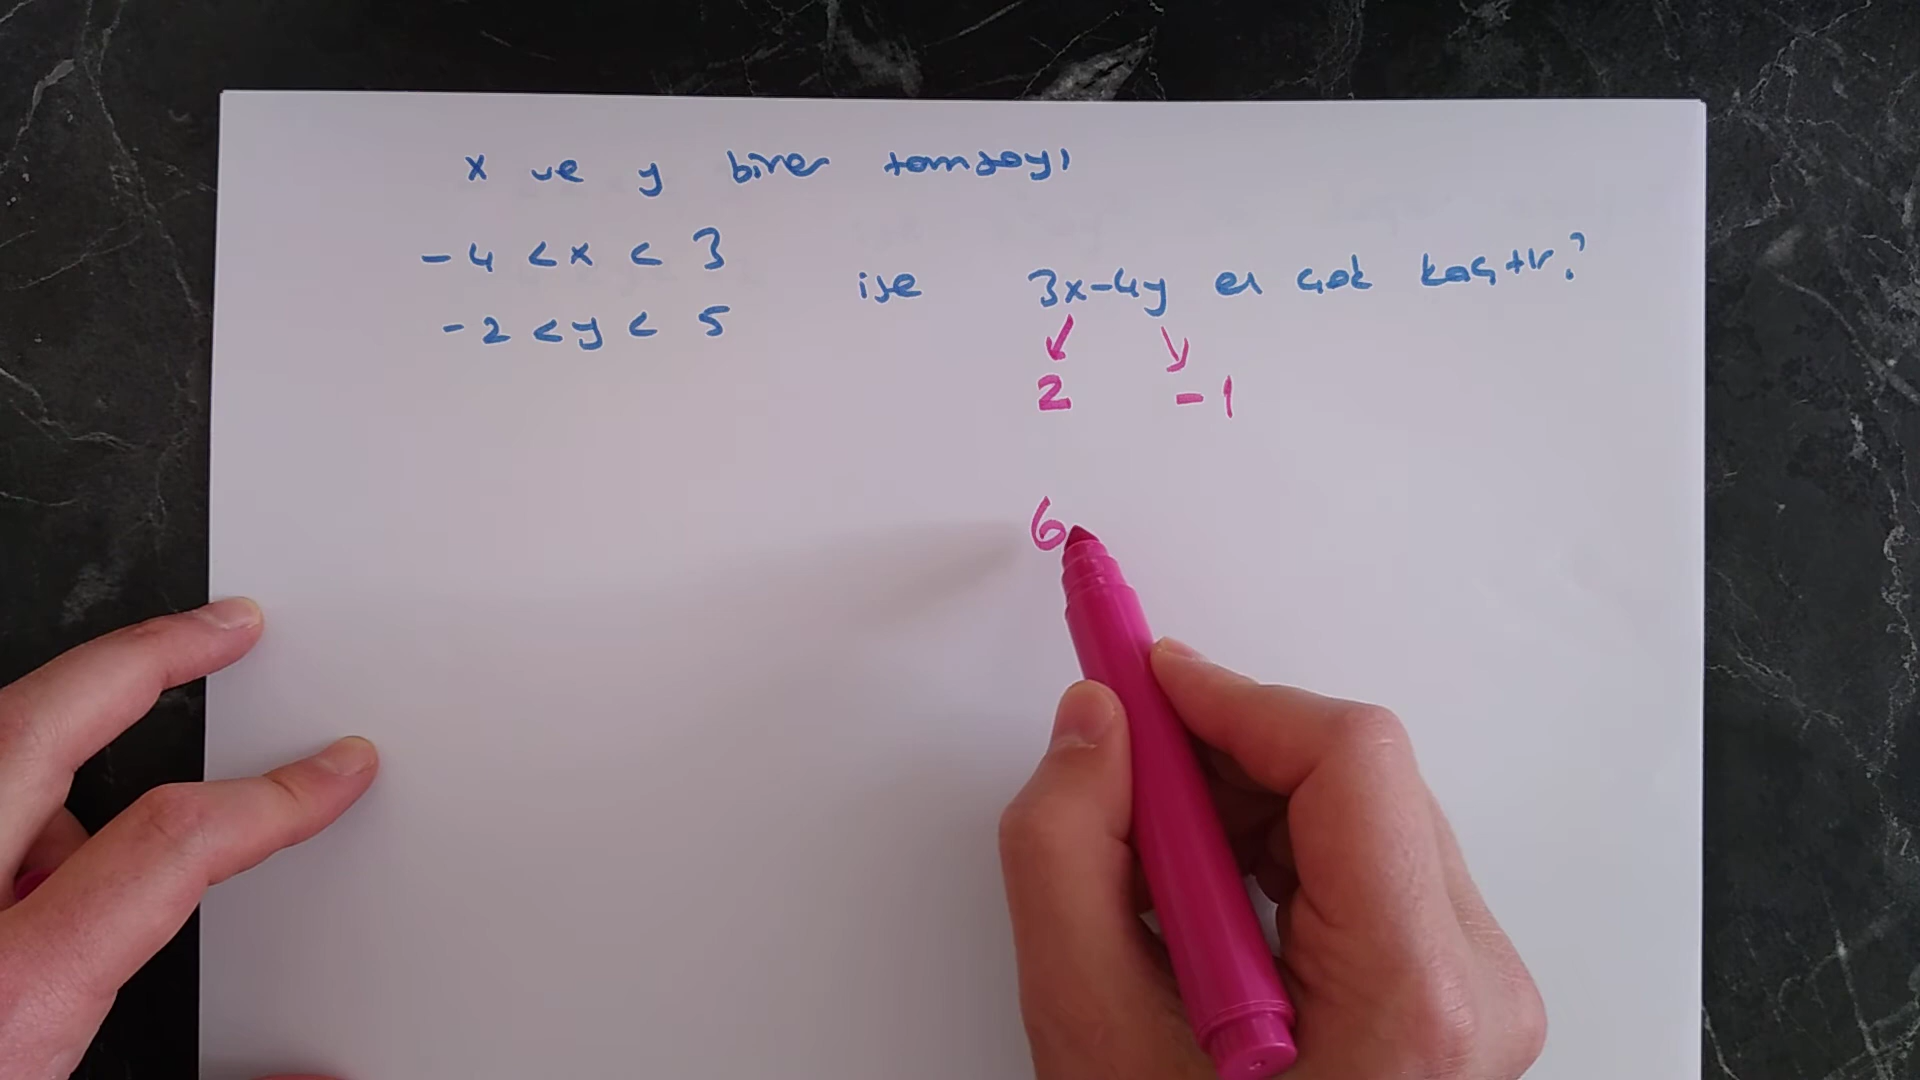 x ve y birer tamsayı
-4 < x < 3
-2 < y < 5
ise 3x-4y en çok kaçtır?
2 -1
6